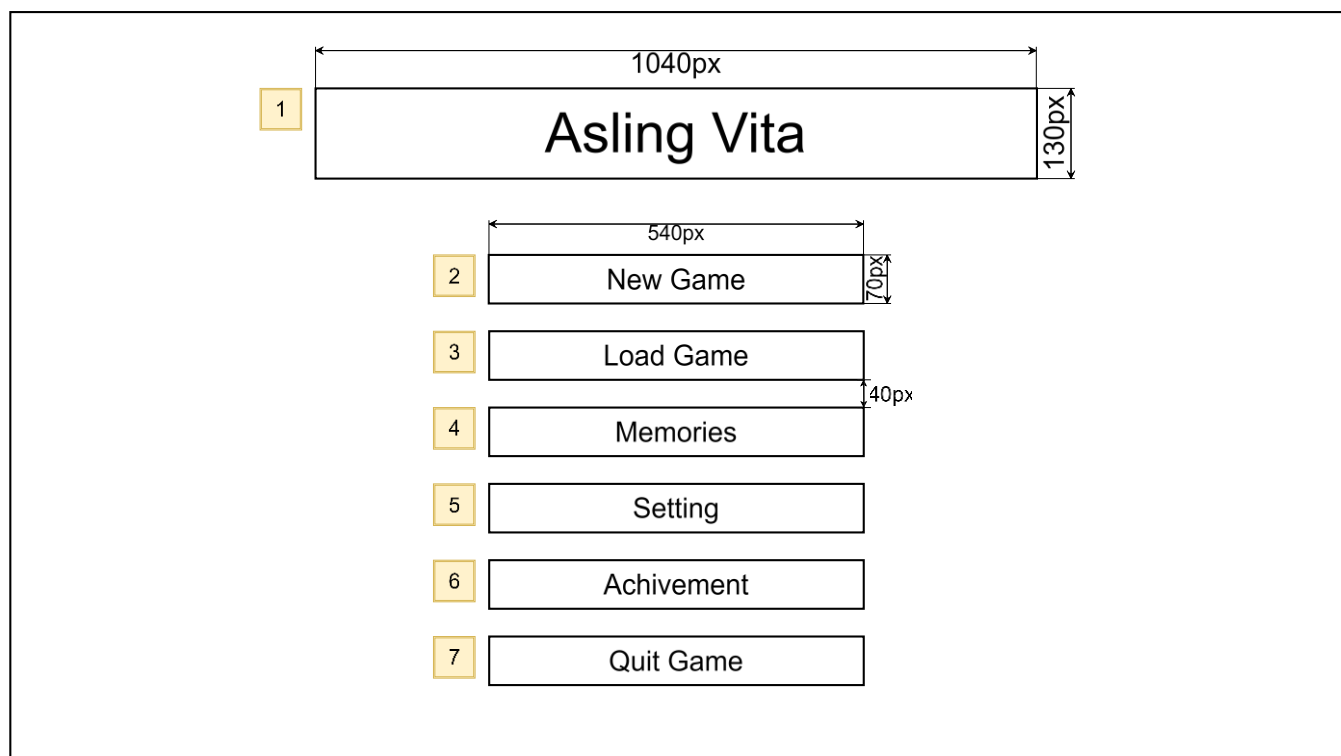 1040px
1
Asling Vita
130px
540px
2
New Game
70px
3
Load Game
40px
4
Memories
5
Setting
6
Achivement
7
Quit Game